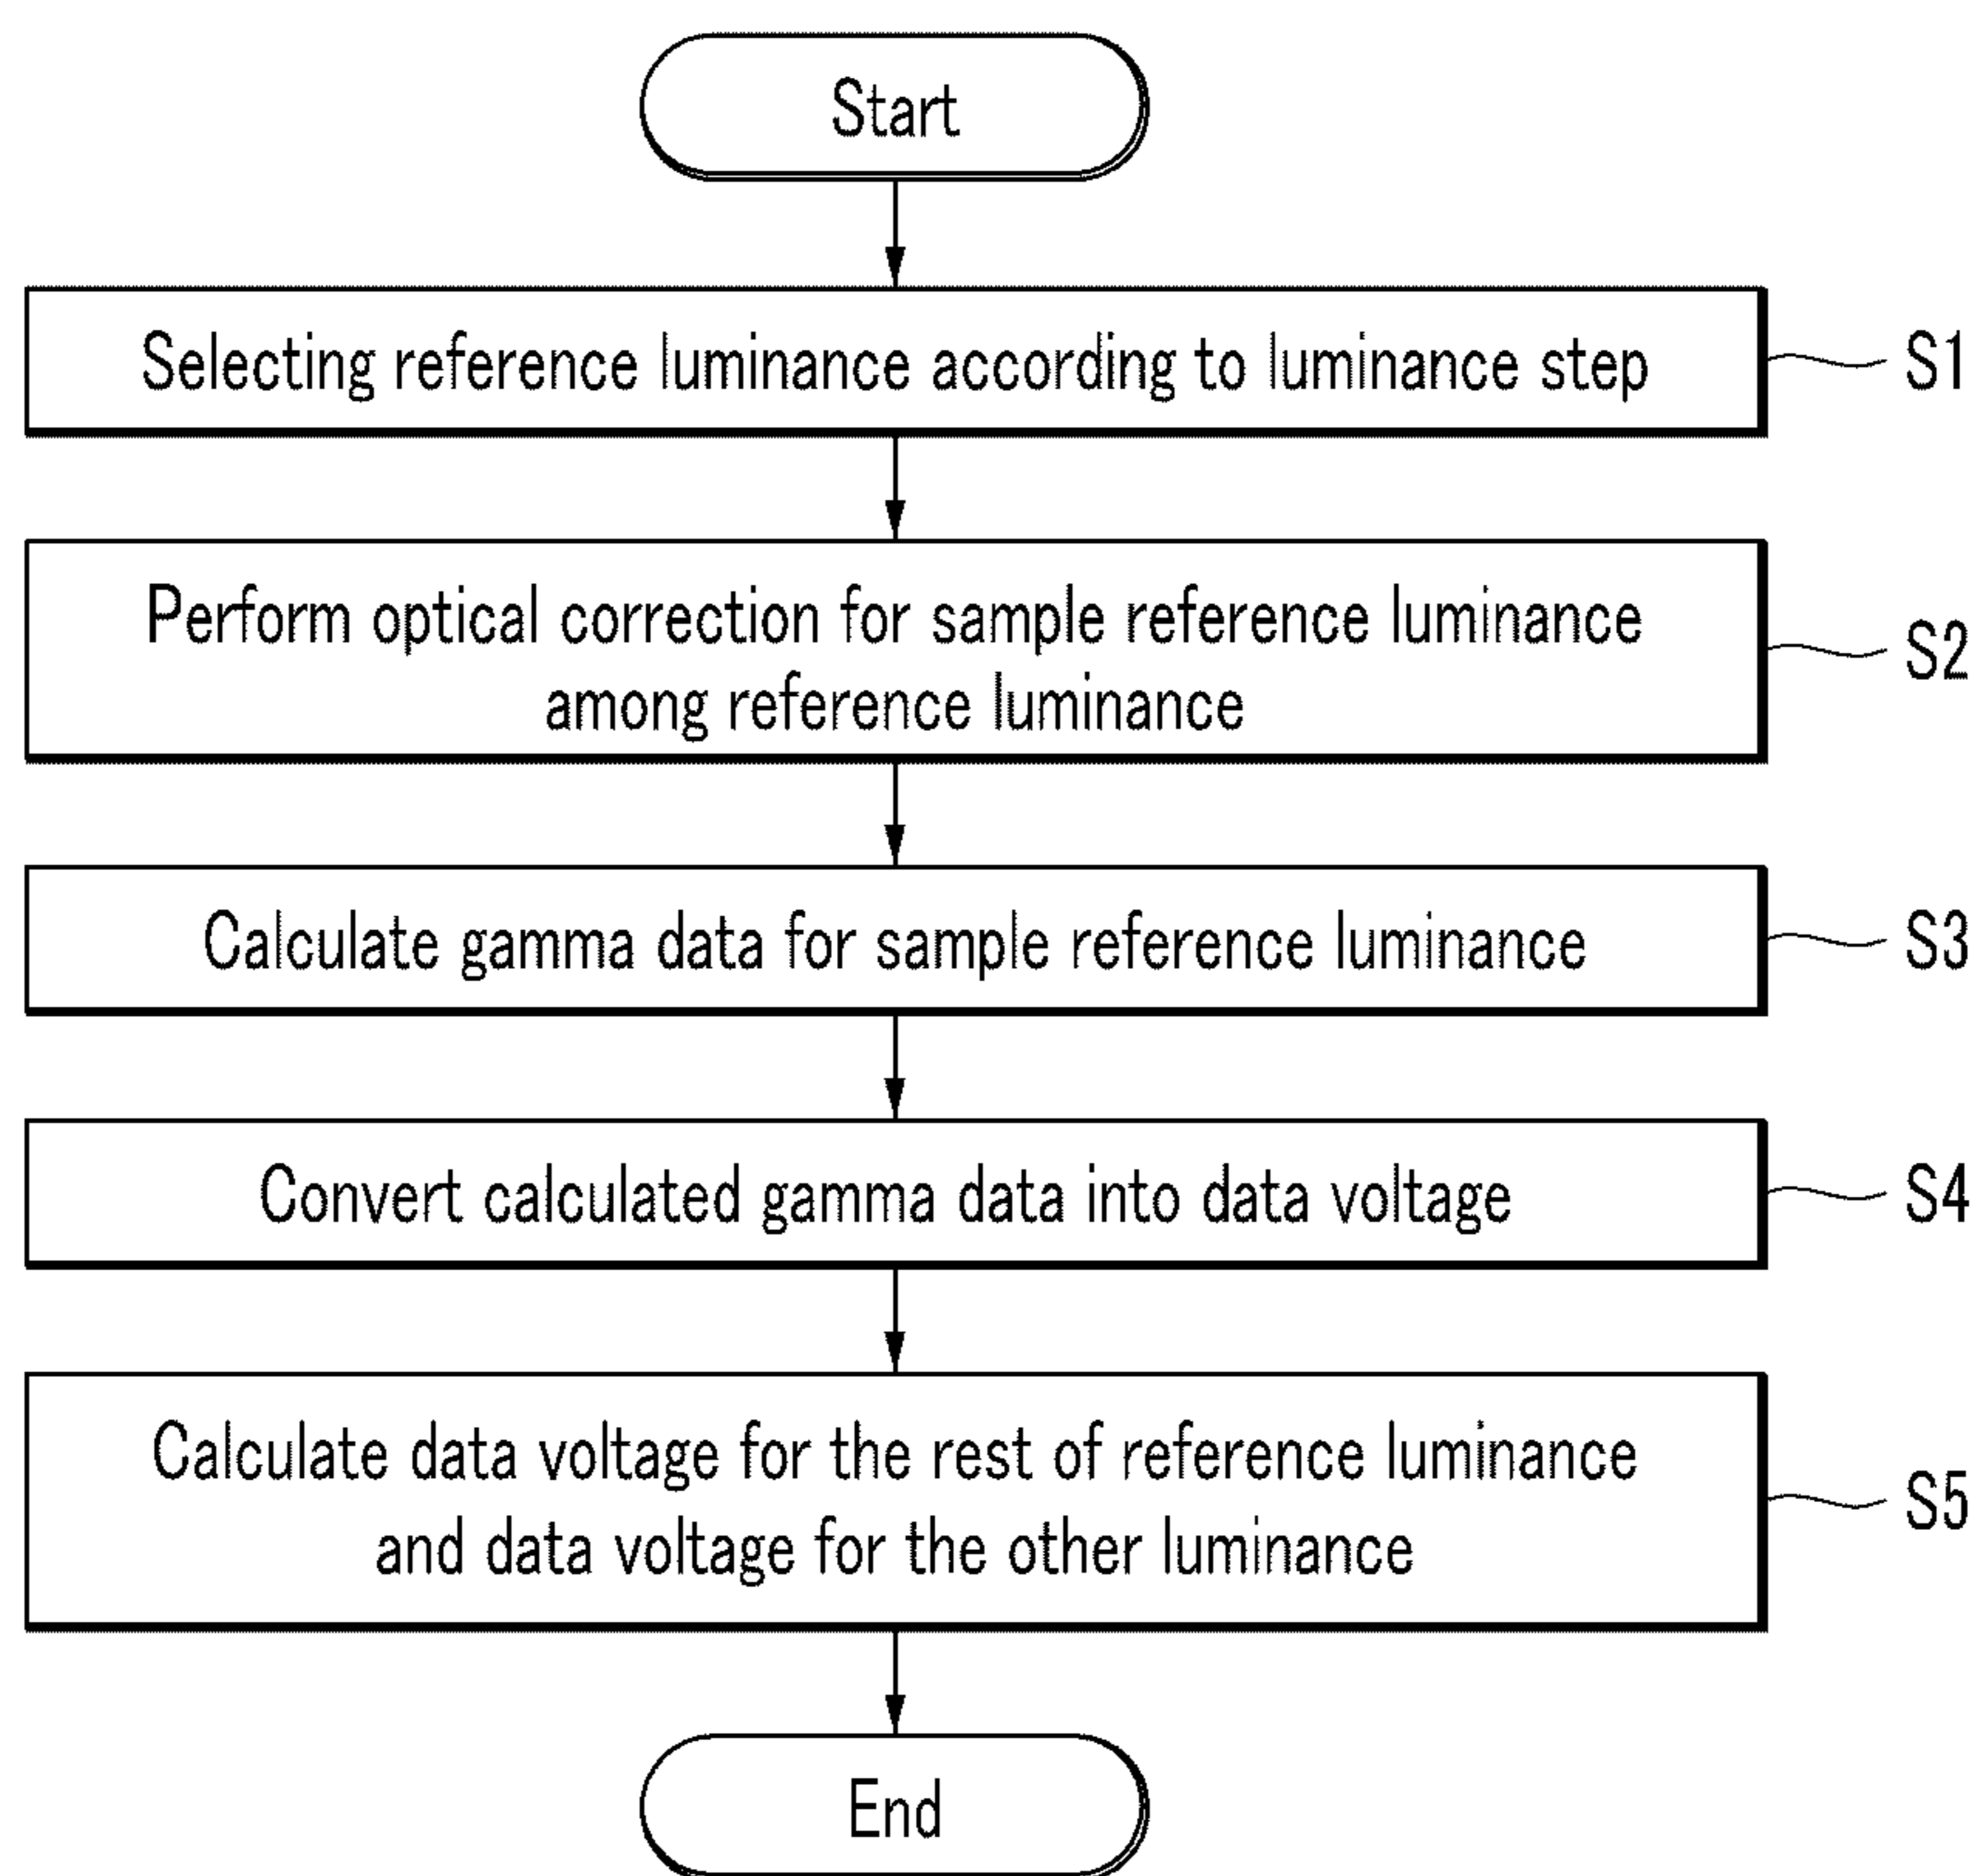 Start
Selecting reference luminance according to luminance step
S1
Perform optical correction for sample reference luminance
among reference luminance
S2
Calculate gamma data for sample reference luminance
S3
Convert calculated gamma data into data voltage
S4
Calculate data voltage for the rest of reference luminance
and data voltage for the other luminance
S5
End